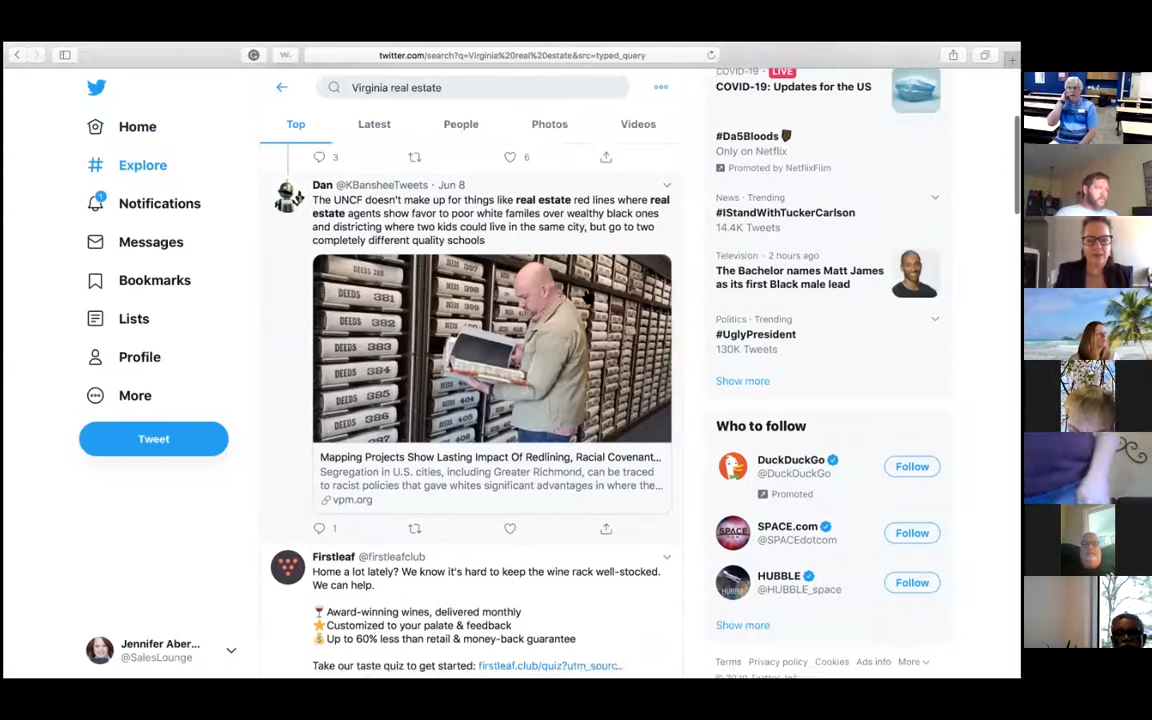 W.
twitter.com/search?q=Virginia%20real%20estate&src=typed_query
Home
Explore
1
Notifications
Messages
Bookmarks
Lists
Profile
More
Tweet
Jennifer Aber...
@SalesLounge
Virginia real estate
Top
Latest
People
Photos
Videos
3
6
Dan @KBansheeTweets · Jun 8
The UNCF doesn't make up for things like real estate red lines where real
estate agents show favor to poor white familes over wealthy black ones
and districting where two kids could live in the same city, but go to two
completely different quality schools
DEEDS 381
DEEDS 382
DEEDS 383
DEEDS 384
DEEDS 385
DEEDS 386
DEEDS 397
404
405
Mapping Projects Show Lasting Impact Of Redlining, Racial Covenant...
Segregation in U.S. cities, including Greater Richmond, can be traced
to racist policies that gave whites significant advantages in where the...
vpm.org
1
Firstleaf @firstleafclub
Home a lot lately? We know it's hard to keep the wine rack well-stocked.
We can help.
Award-winning wines, delivered monthly
Customized to your palate & feedback
Up to 60% less than retail & money-back guarantee
Take our taste quiz to get started: firstleaf.club/quiz?utm_sourc...
COVID-19 · LIVE
COVID-19: Updates for the US
#Da5Bloods
Only on Netflix
Promoted by NetflixFilm
News · Trending
#IStandWithTuckerCarlson
14.4K Tweets
Television · 2 hours ago
The Bachelor names Matt James
as its first Black male lead
Politics · Trending
#UglyPresident
130K Tweets
Show more
Who to follow
DuckDuckGo
@DuckDuckGo
Follow
Promoted
SPACE.com
@SPACEdotcom
Follow
HUBBLE
@HUBBLE_space
Follow
Show more
Terms Privacy policy Cookies Ads info More